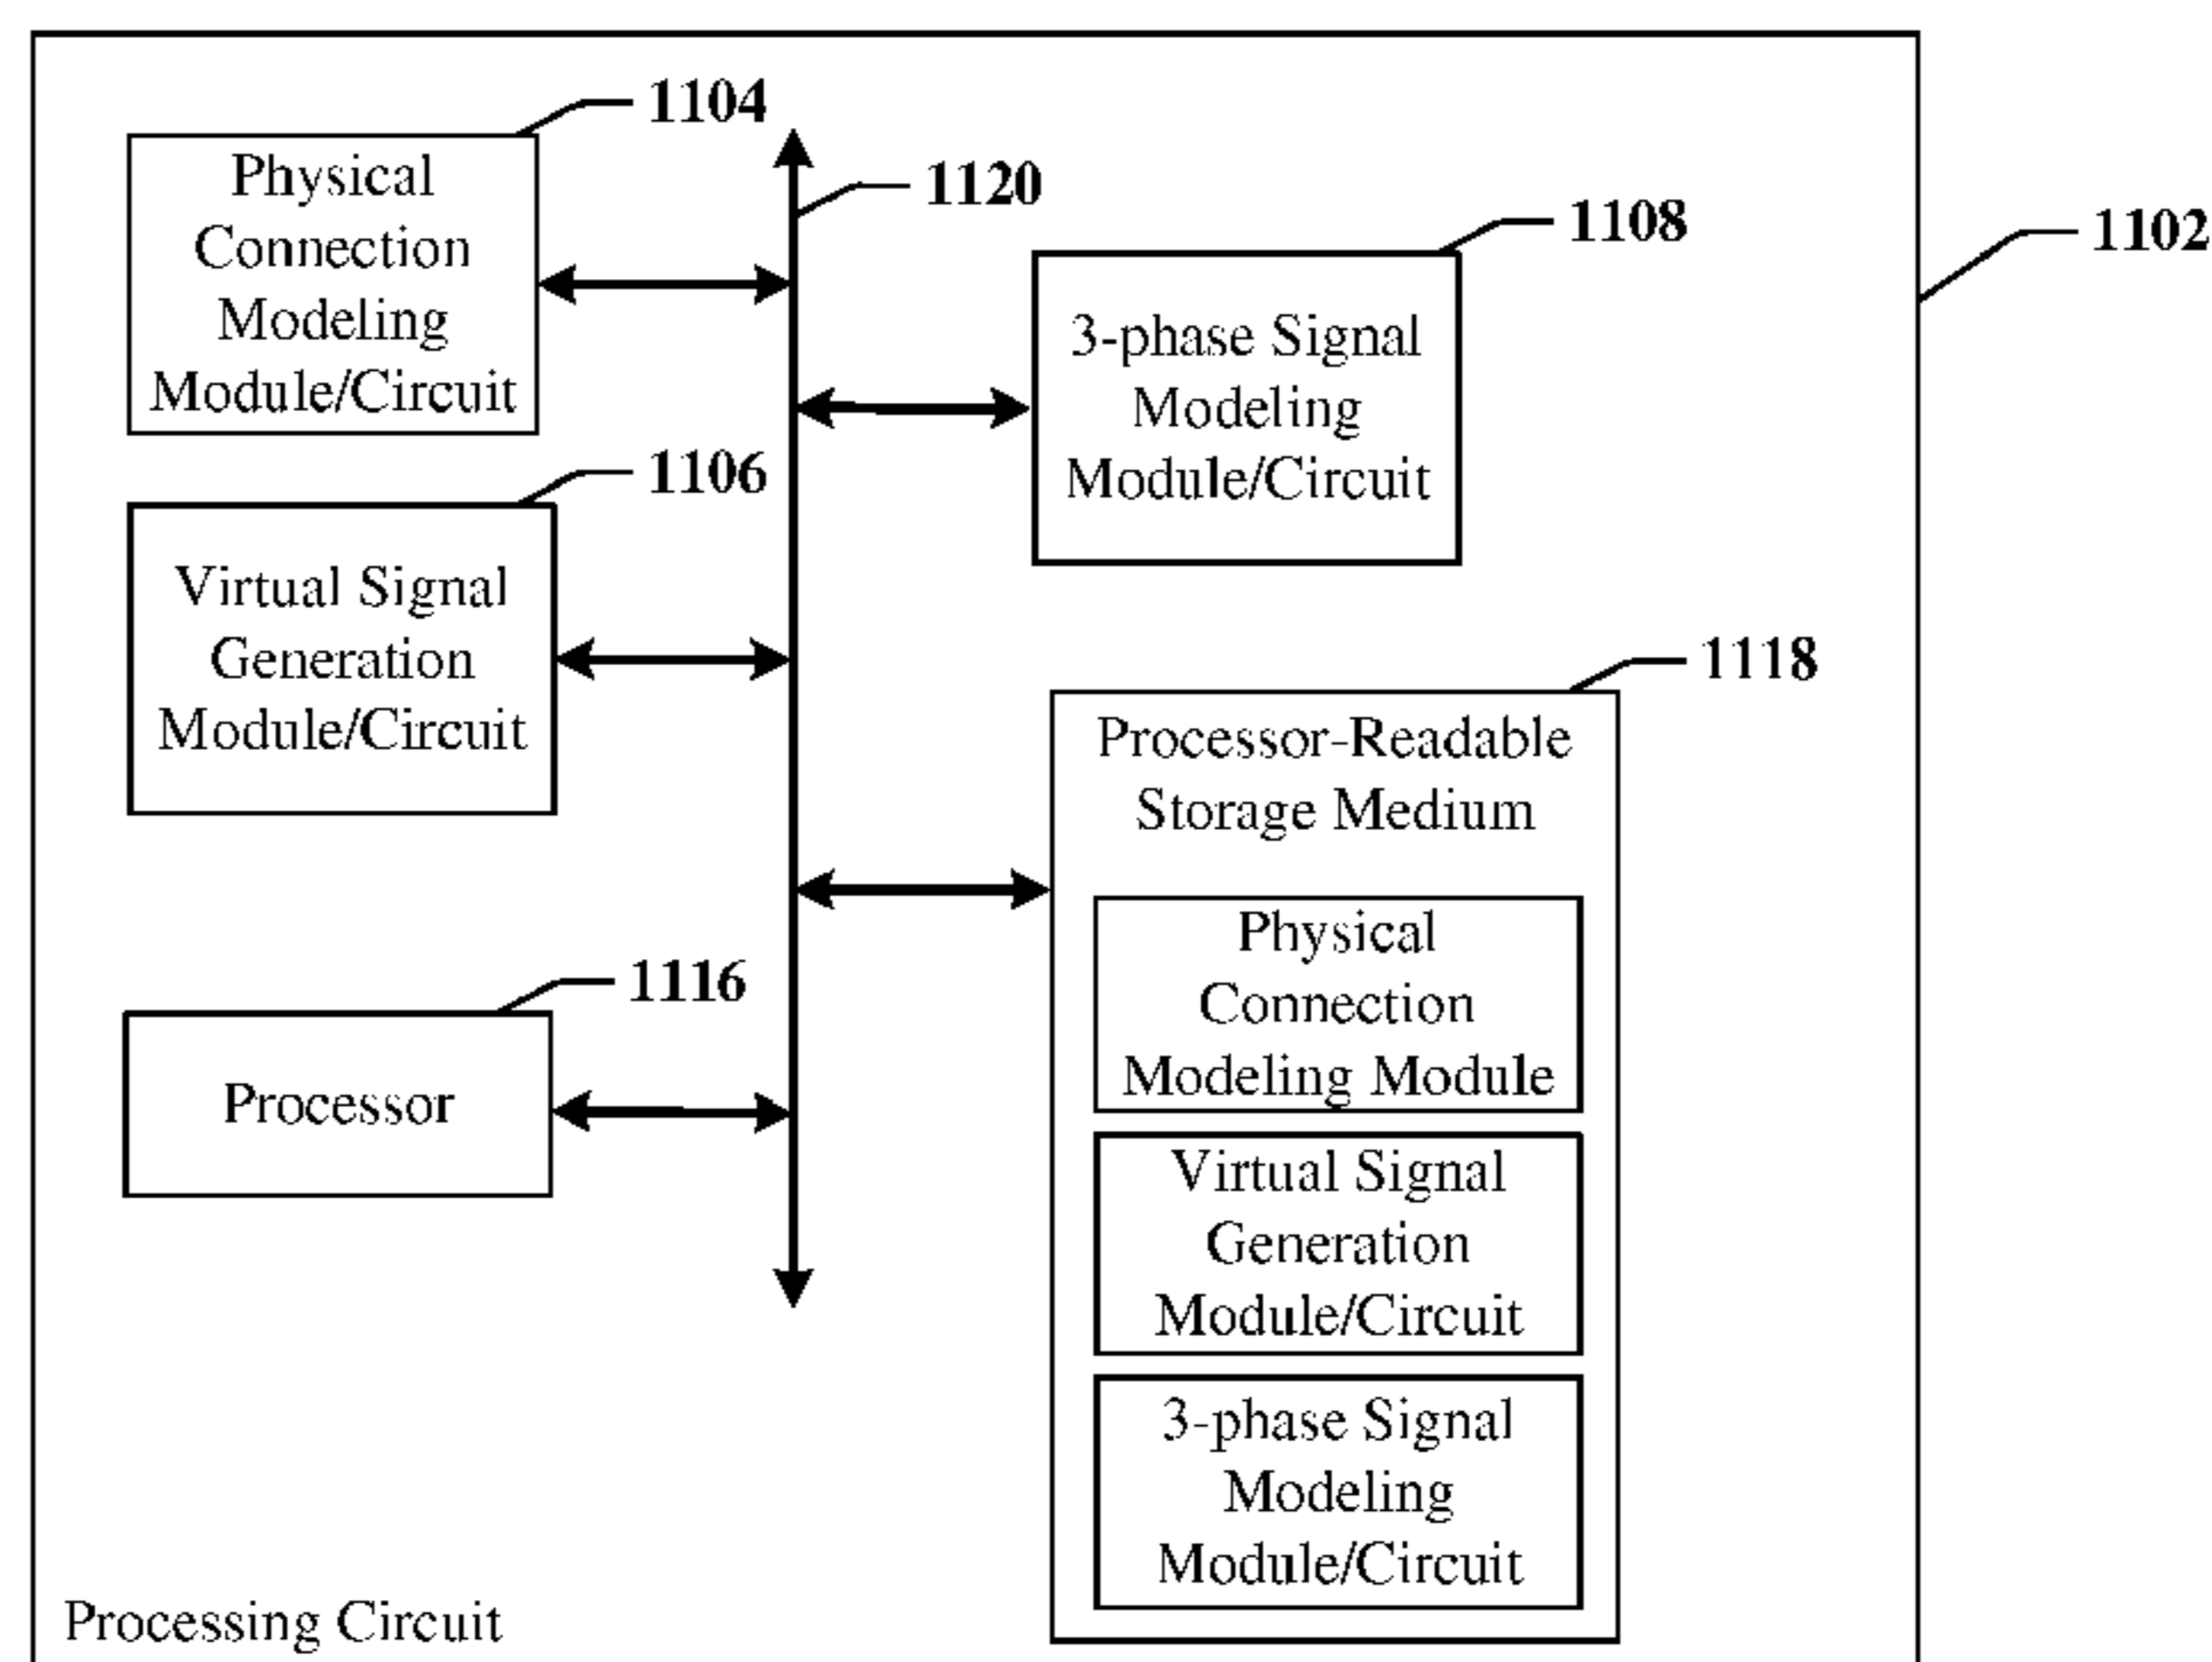 1104
Physical
Connection
Modeling
Module/Circuit
1120
1108
3-phase Signal
Modeling
Module/Circuit
1102
1106
Virtual Signal
Generation
Module/Circuit
1118
Processor-Readable
Storage Medium
Physical
Connection
Modeling Module
Virtual Signal
Generation
Module/Circuit
3-phase Signal
Modeling
Module/Circuit
1116
Processor
Processing Circuit